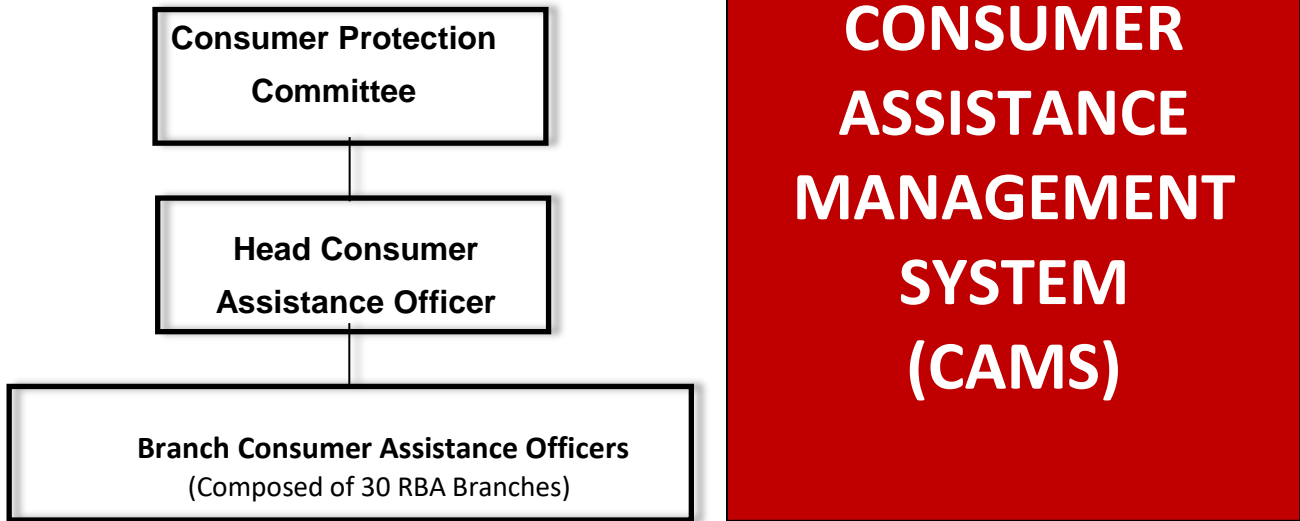 Consumer Protection
Committee
Head Consumer
Assistance Officer
Branch Consumer Assistance Officers
(Composed of 30 RBA Branches)
CONSUMER
ASSISTANCE
MANAGEMENT
SYSTEM
(CAMS)